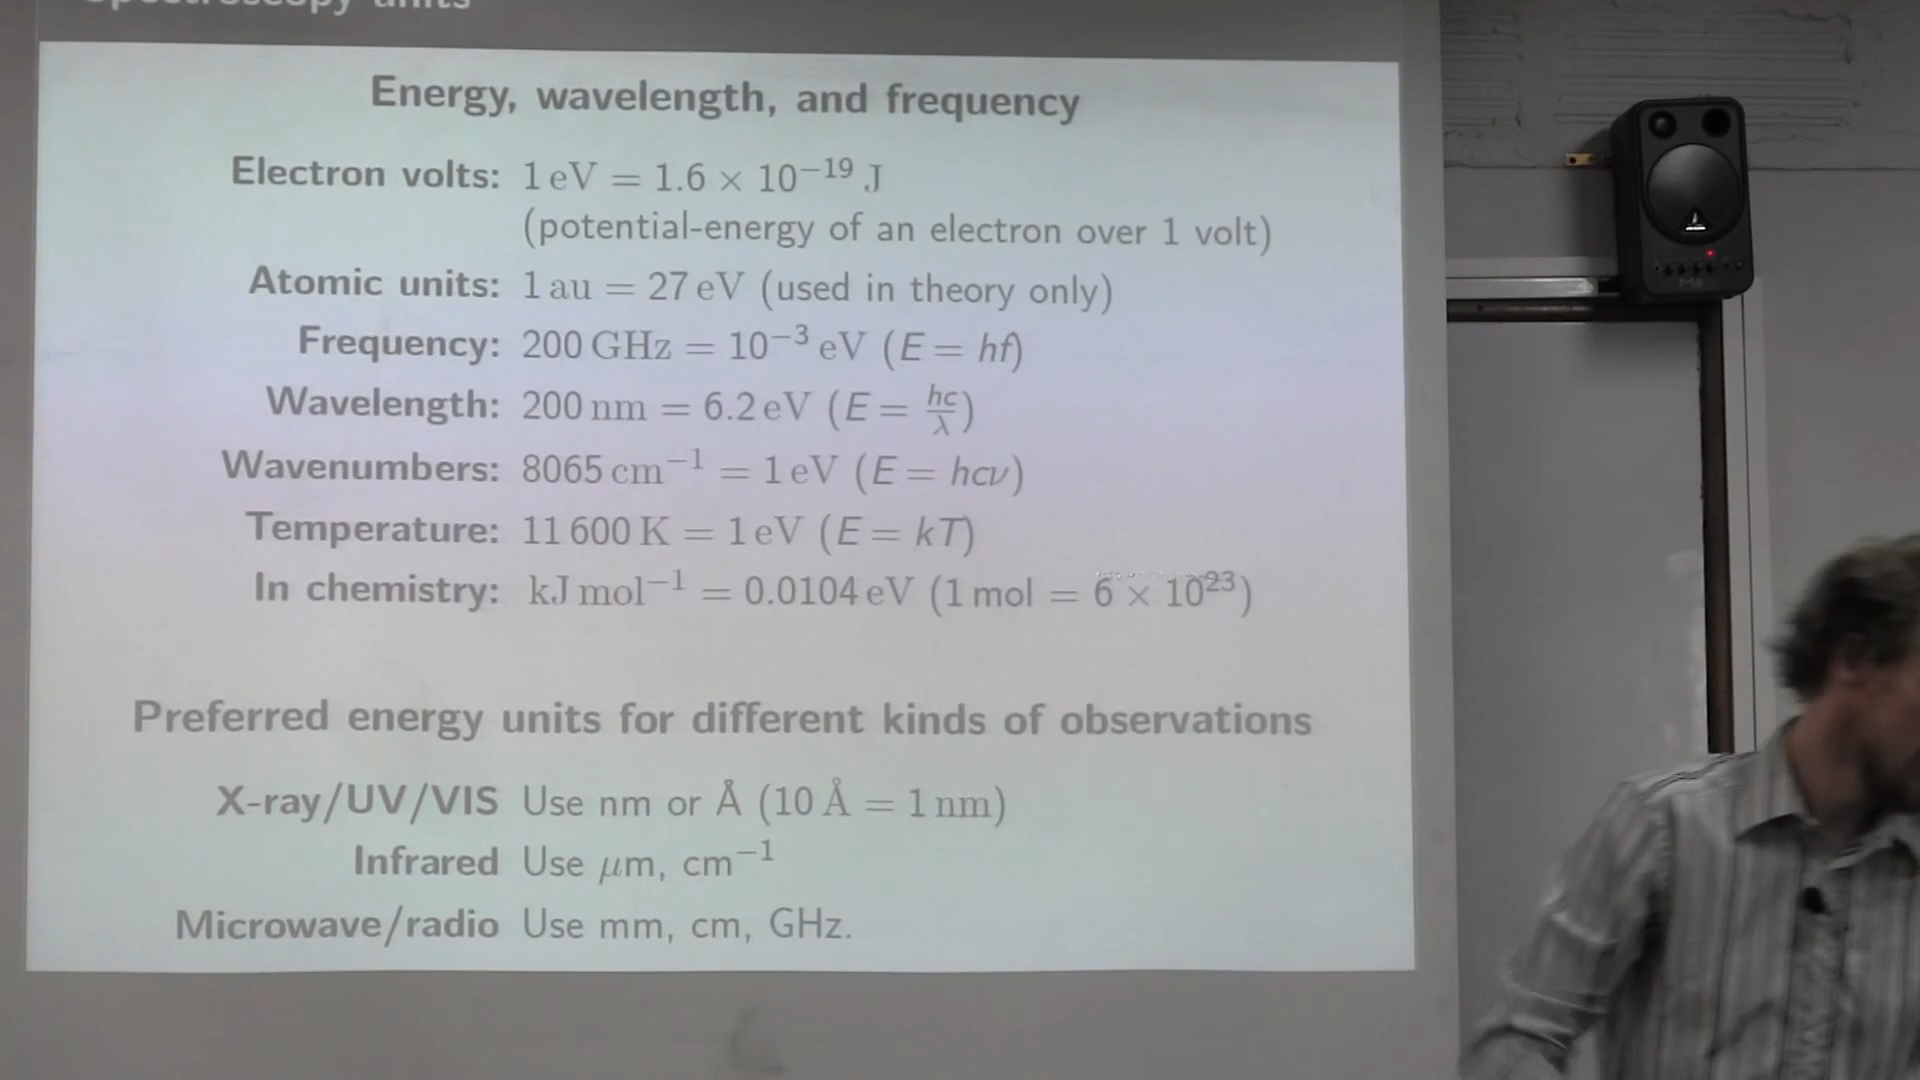 Spectroscopy units
Energy, wavelength, and frequency
Electron volts: 1 eV = 1.6 × 10⁻¹⁹ J
(potential-energy of an electron over 1 volt)
Atomic units: 1 au = 27 eV (used in theory only)
Frequency: 200 GHz = 10⁻³ eV (E = hf)
Wavelength: 200 nm = 6.2 eV (E = hc/λ)
Wavenumbers: 8065 cm⁻¹ = 1 eV (E = hcν)
Temperature: 11 600 K = 1 eV (E = kT)
In chemistry: kJ mol⁻¹ = 0.0104 eV (1 mol = 6 × 10²³)
Preferred energy units for different kinds of observations
X-ray/UV/VIS Use nm or Å (10 Å = 1 nm)
Infrared Use μm, cm⁻¹
Microwave/radio Use mm, cm, GHz.